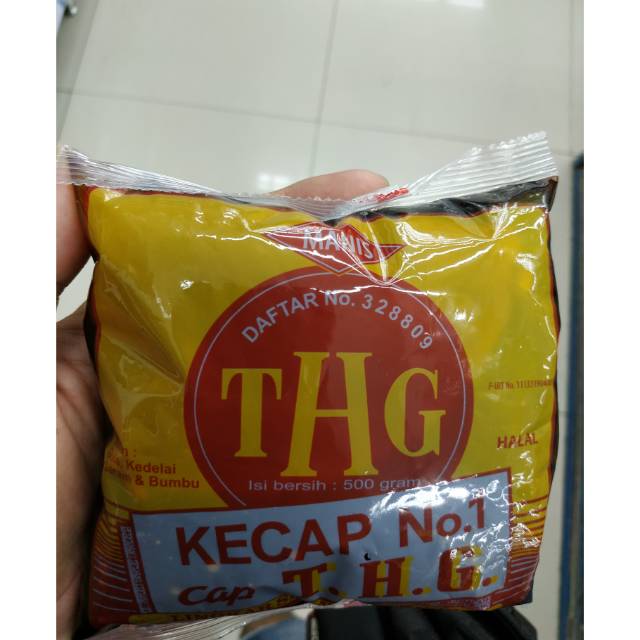 MANIS
DAFTAR No. 328809
THG
Isi bersih : 500 gram
HALAL
Kedelai
& Bumbu
KECAP No.1
Cap T.H.G.